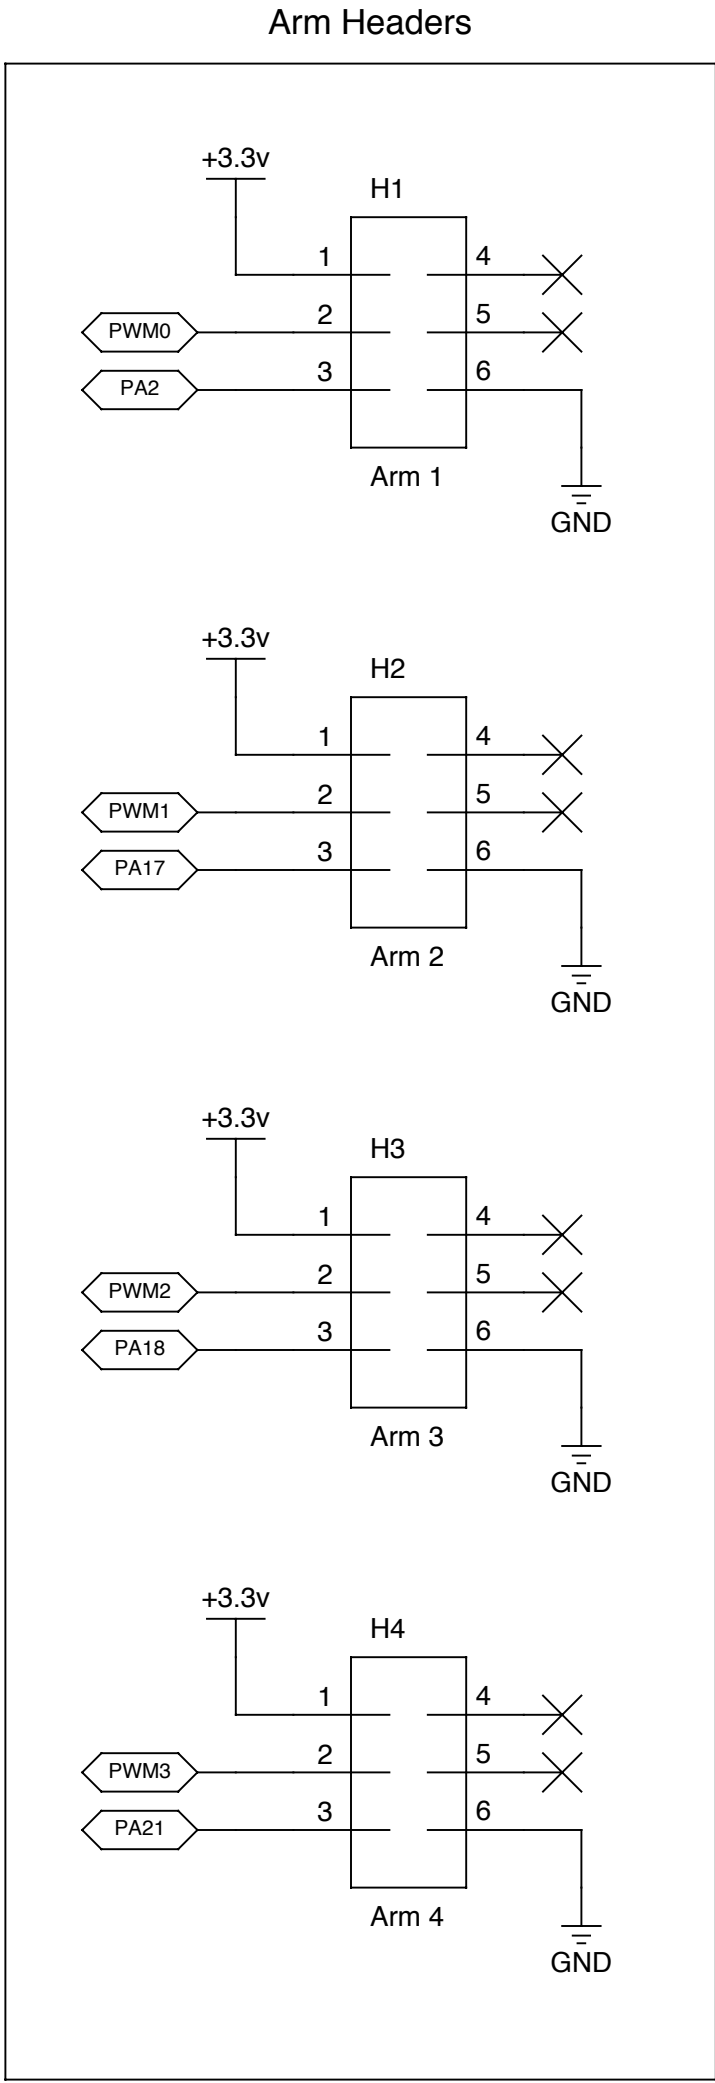 Arm Headers
+3.3v
H1
1 4
PWM0 2 5
PA2 3 6
Arm 1
GND
+3.3v
H2
1 4
PWM1 2 5
PA17 3 6
Arm 2
GND
+3.3v
H3
1 4
PWM2 2 5
PA18 3 6
Arm 3
GND
+3.3v
H4
1 4
PWM3 2 5
PA21 3 6
Arm 4
GND